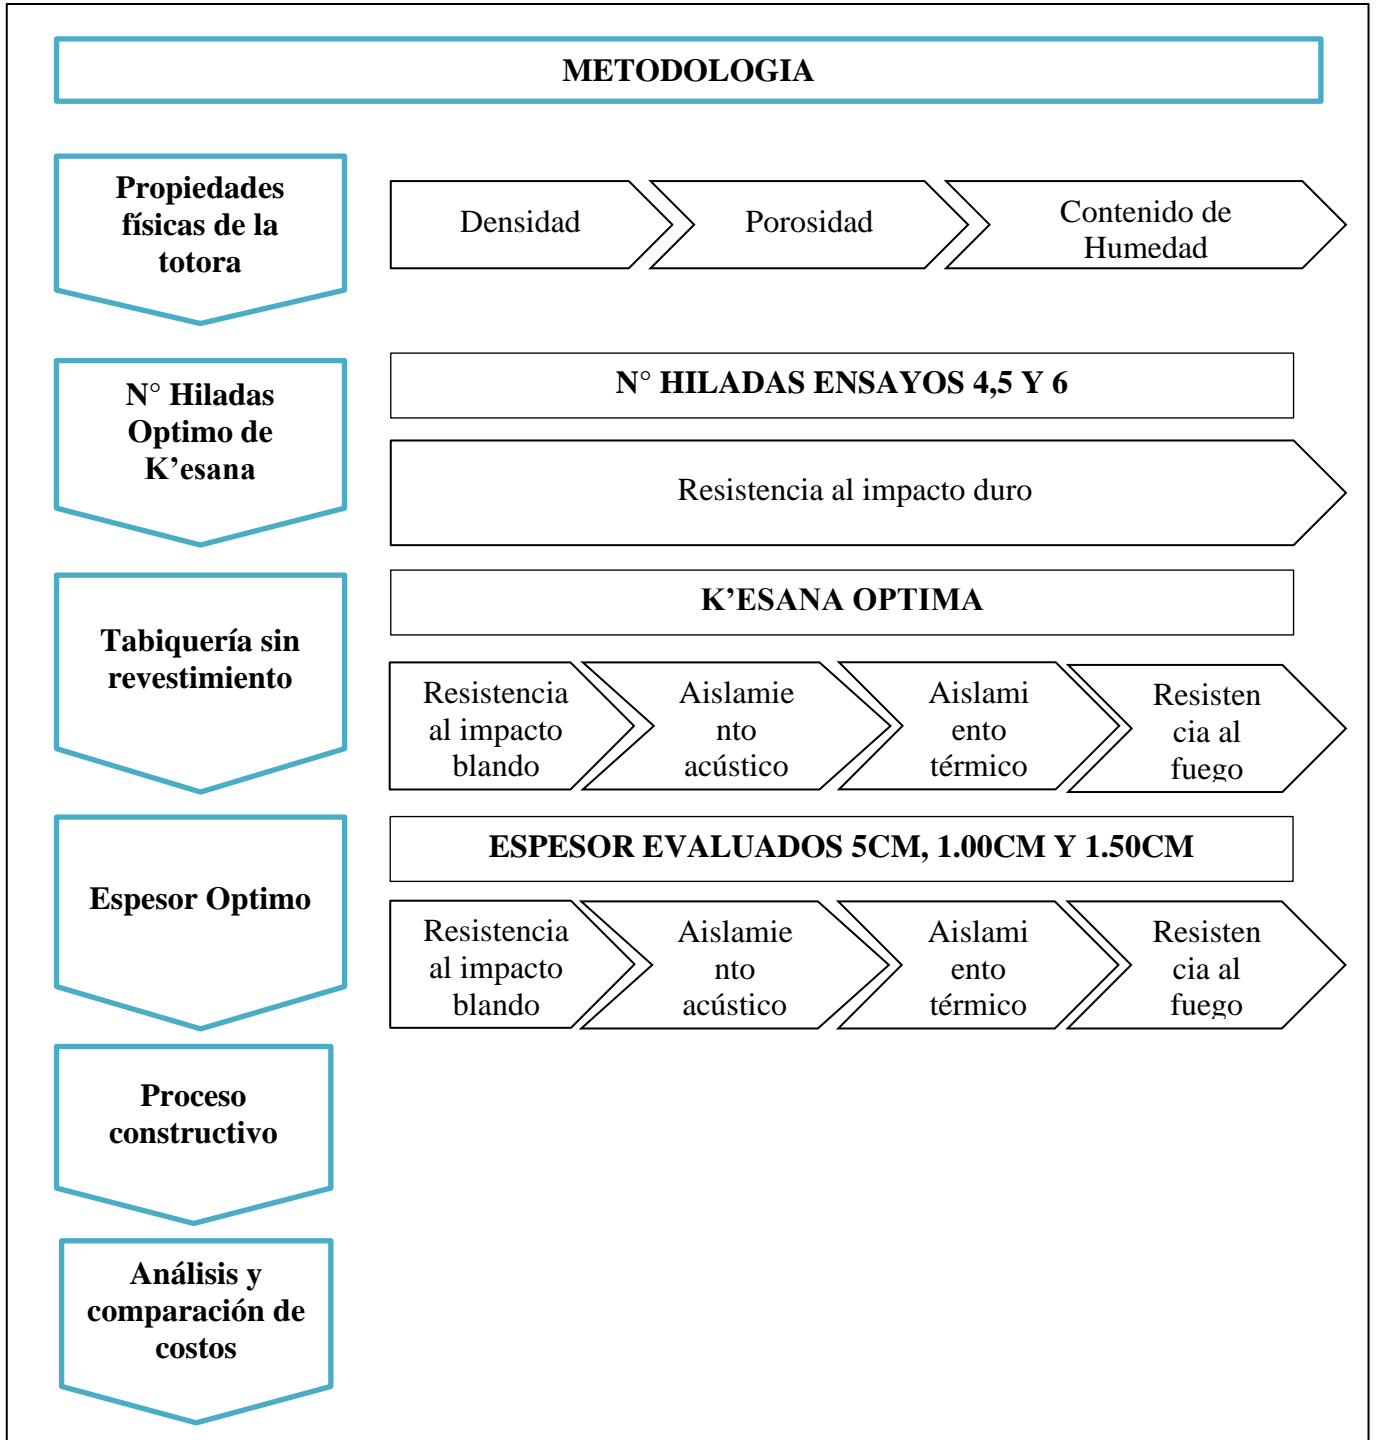 METODOLOGIA
Propiedades
físicas de la
totora
Densidad
Porosidad
Contenido de
Humedad
N° Hiladas
Optimo de
K’esana
N° HILADAS ENSAYOS 4,5 Y 6
Resistencia al impacto duro
Tabiquería sin
revestimiento
K’ESANA OPTIMA
Resistencia
al impacto
blando
Aislamie
nto
acústico
Aislami
ento
térmico
Resisten
cia al
fuego
Espesor Optimo
ESPESOR EVALUADOS 5CM, 1.00CM Y 1.50CM
Resistencia
al impacto
blando
Aislamie
nto
acústico
Aislami
ento
térmico
Resisten
cia al
fuego
Proceso
constructivo
Análisis y
comparación de
costos